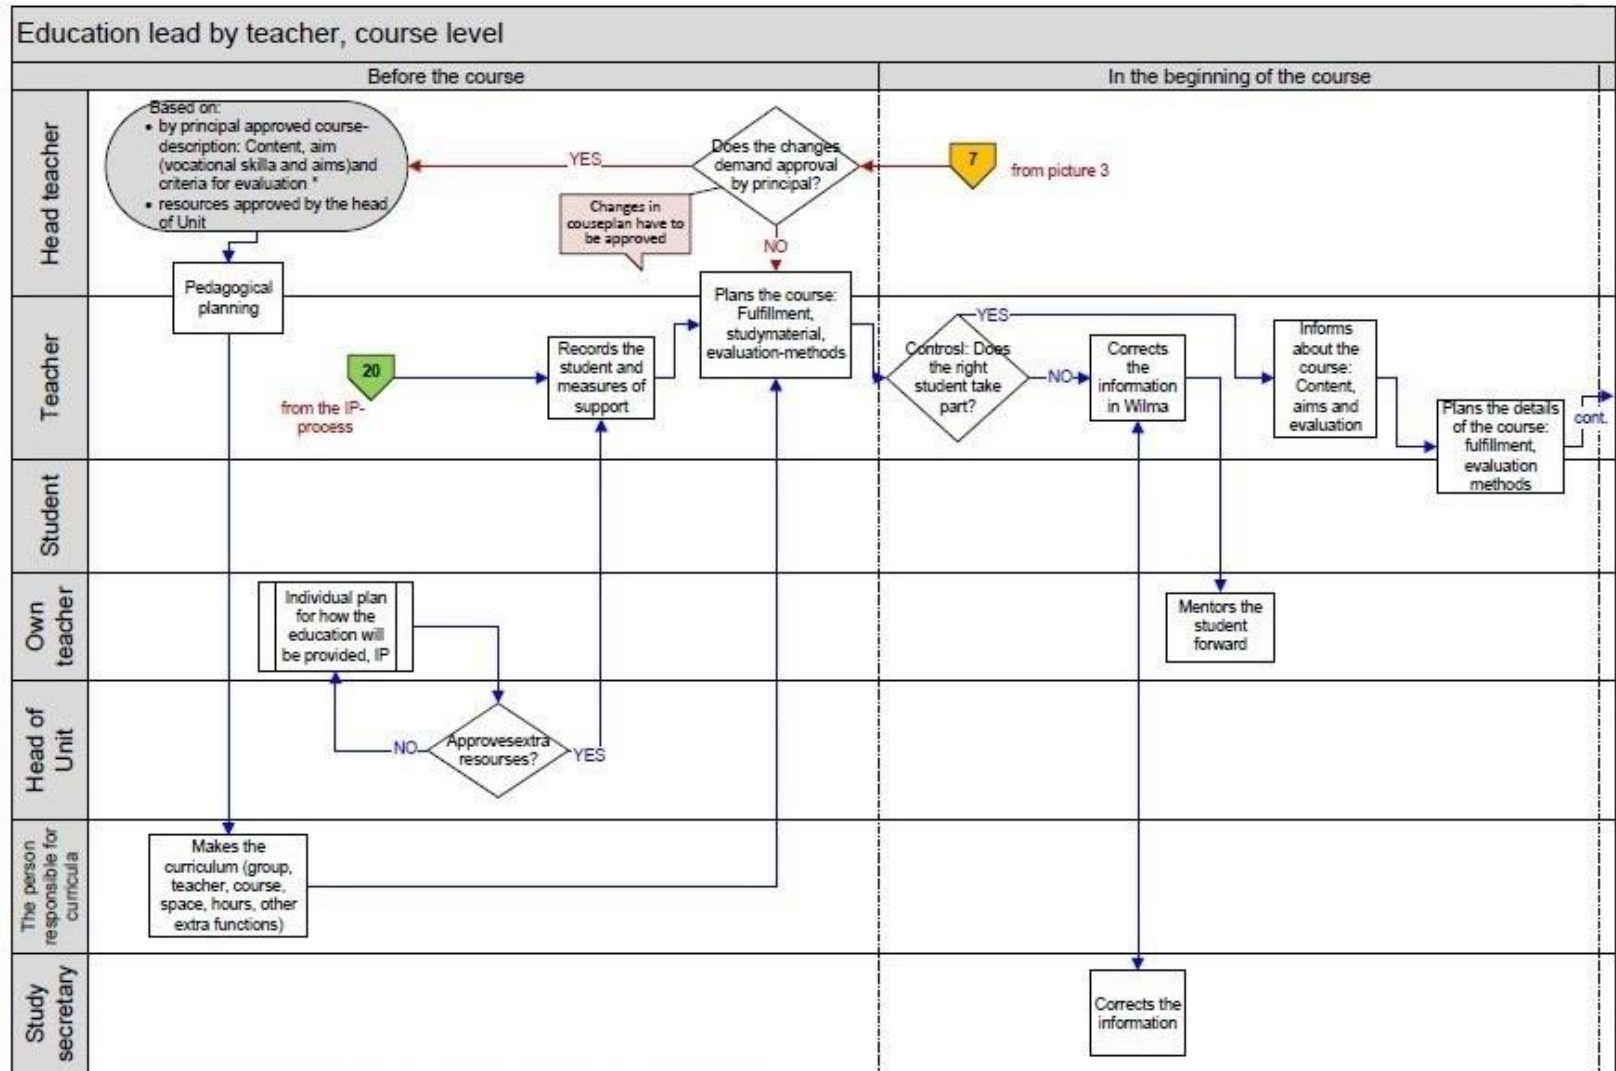 Education lead by teacher, course level
Before the course
In the beginning of the course
Head teacher
Based on:
• by principal approved course-
description: Content, aim
(vocational skilla and aims)and
criteria for evaluation "
• resources approved by the head
of Unit
YES
Does the changes
demand approval
by principal?
7
from picture 3
Changes in
couseplan have to
be approved
NO
Pedagogical
planning
Plans the course:
Fulfillment,
studymaterial,
evaluation-methods
Teacher
20
from the IP-
process
Records the
student and
measures of
support
Controsl: Does
the right
student take
part?
YES
NO
Corrects
the
information
in Wilma
Informs
about the
course:
Content,
aims and
evaluation
Plans the details
of the course:
fulfillment,
evaluation
methods
cont.
Student
Own
teacher
Individual plan
for how the
education will
be provided, IP
Mentors the
student
forward
Head of
Unit
NO
Approvesextra
resourses?
YES
The person
responsible for
curricula
Makes the
curriculum (group,
teacher, course,
space, hours, other
extra functions)
Study
secretary
Corrects the
information